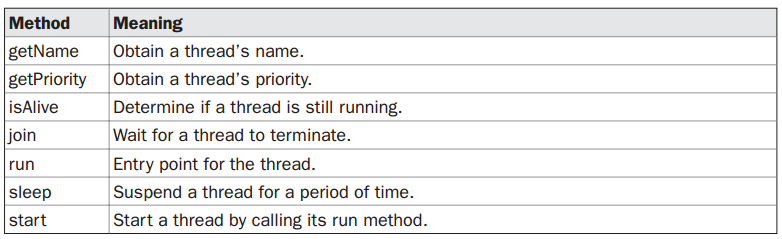 Method Meaning
getName Obtain a thread's name.
getPriority Obtain a thread's priority.
isAlive Determine if a thread is still running.
join Wait for a thread to terminate.
run Entry point for the thread.
sleep Suspend a thread for a period of time.
start Start a thread by calling its run method.